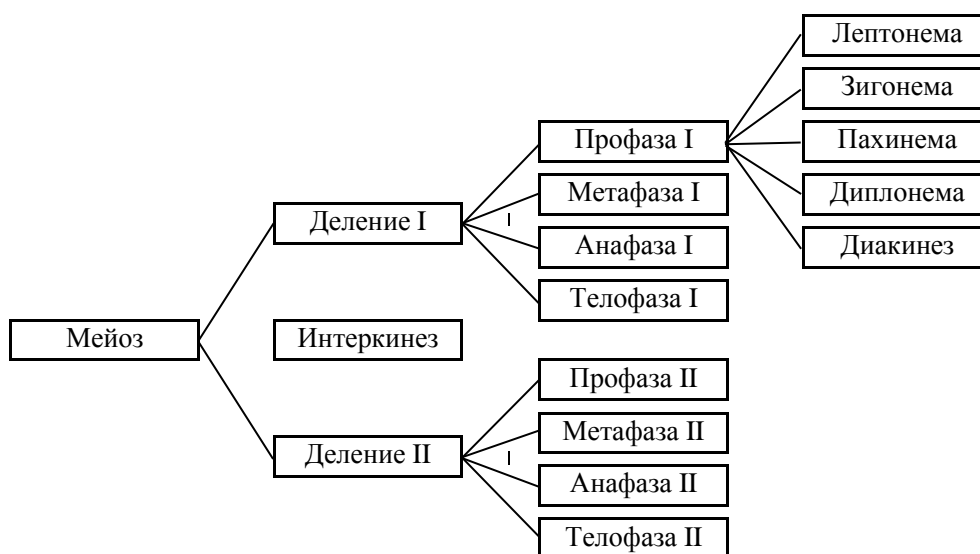 Лептонема
Зигонема
Профаза I
Пахинема
Метафаза I
Диплонема
Деление I
Анафаза I
Диакинез
Телофаза I
Мейоз
Интеркинез
Профаза II
Метафаза II
Деление II
Анафаза II
Телофаза II